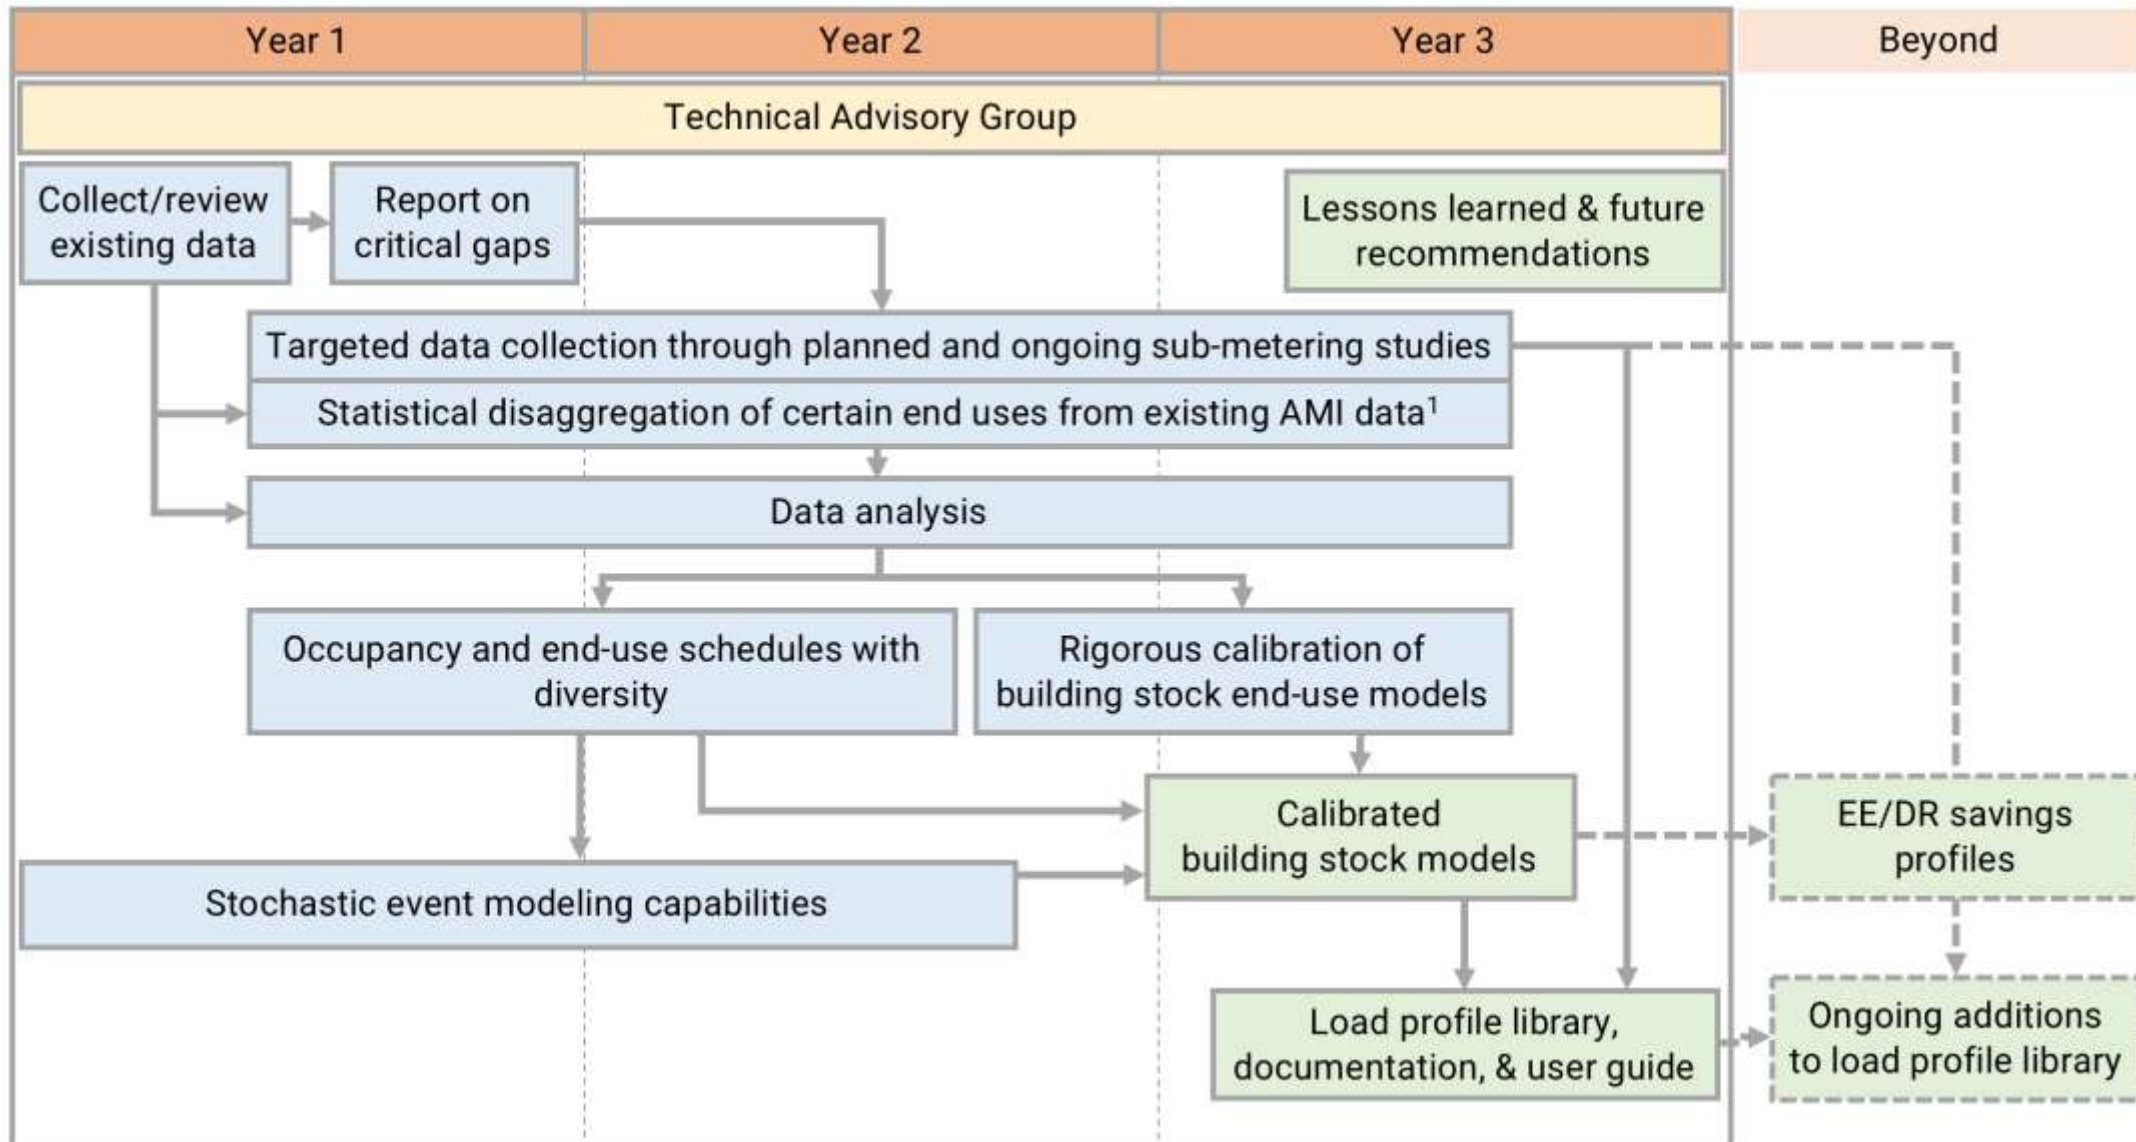 Year 1
Year 2
Year 3
Beyond
Technical Advisory Group
Collect/review
existing data
Report on
critical gaps
Lessons learned & future
recommendations
Targeted data collection through planned and ongoing sub-metering studies
Statistical disaggregation of certain end uses from existing AMI data¹
Data analysis
Occupancy and end-use schedules with
diversity
Rigorous calibration of
building stock end-use models
Calibrated
building stock models
EE/DR savings
profiles
Stochastic event modeling capabilities
Load profile library,
documentation, & user guide
Ongoing additions
to load profile library